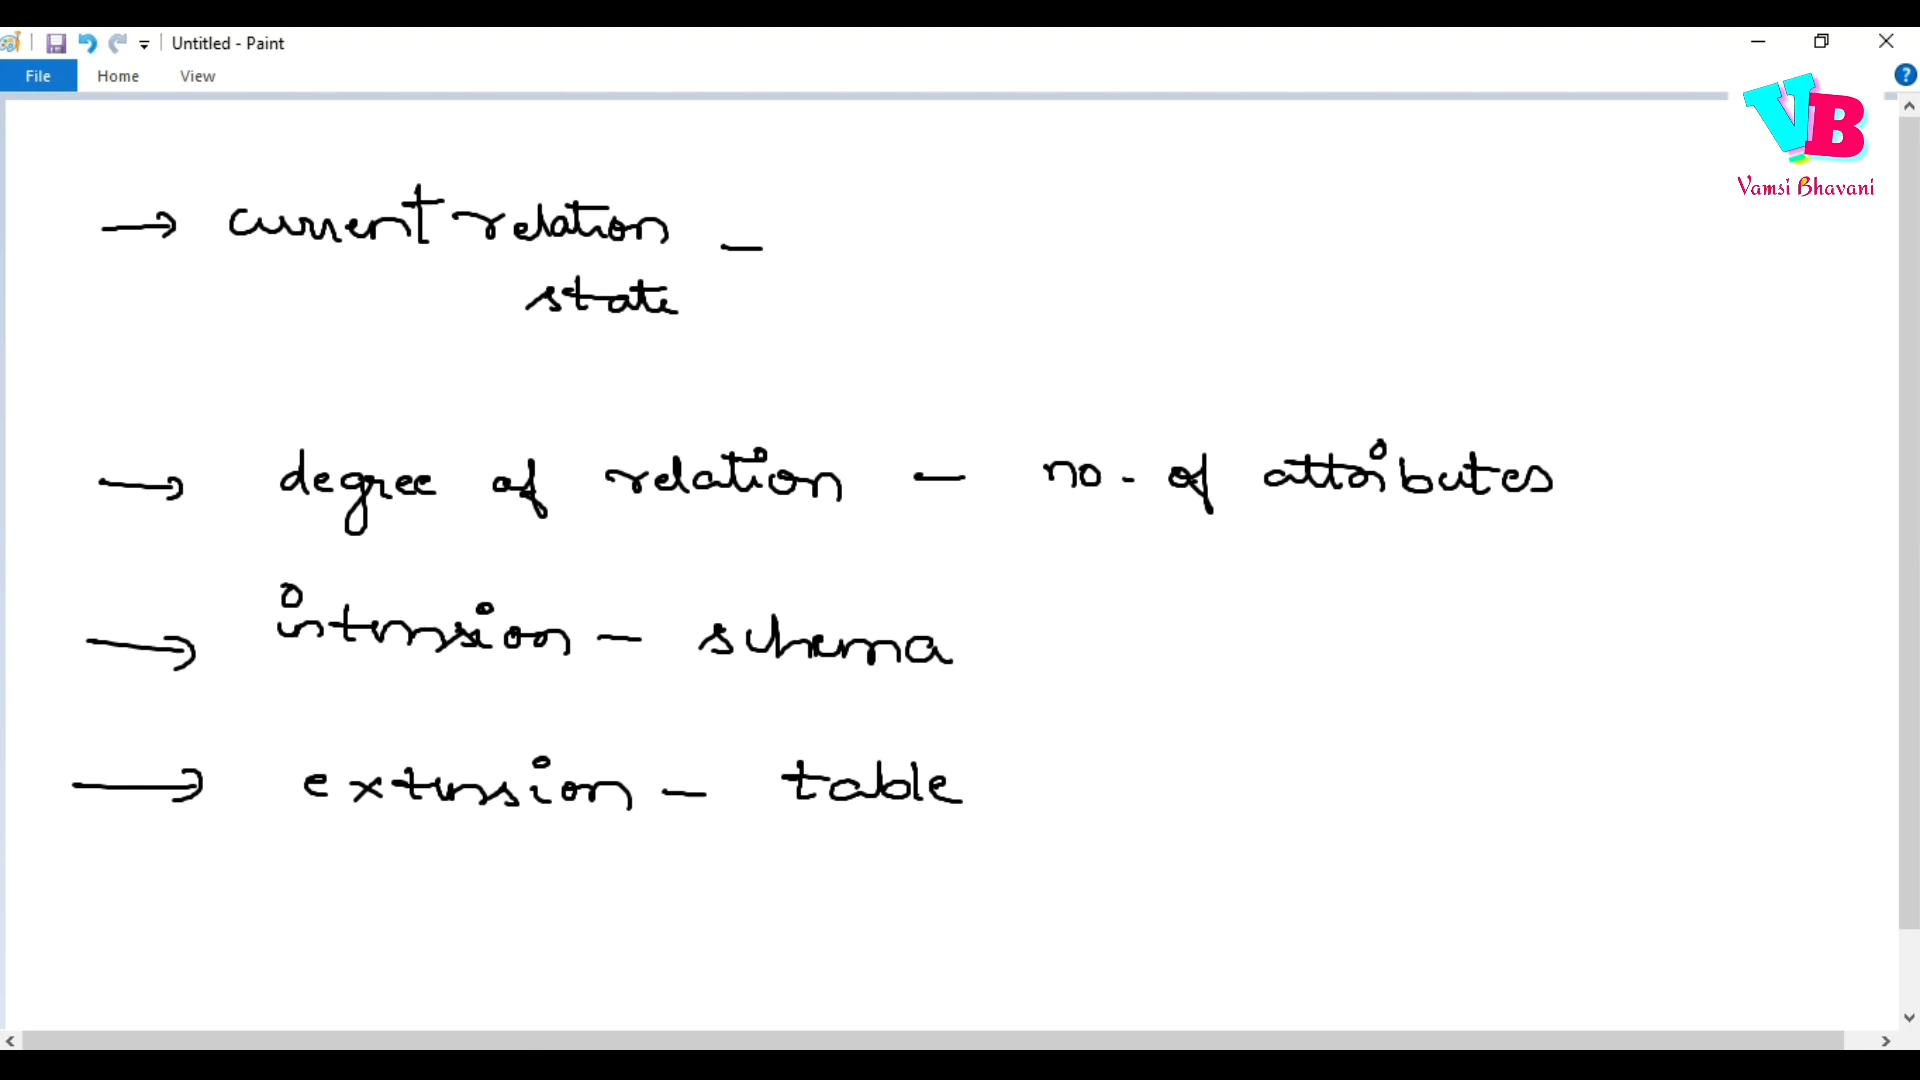 Untitled - Paint
File Home View
VB
Vamsi Bhavani
→ current relation –
state
→ degree of relation – no. of attributes
→ intension – schema
→ extension – table